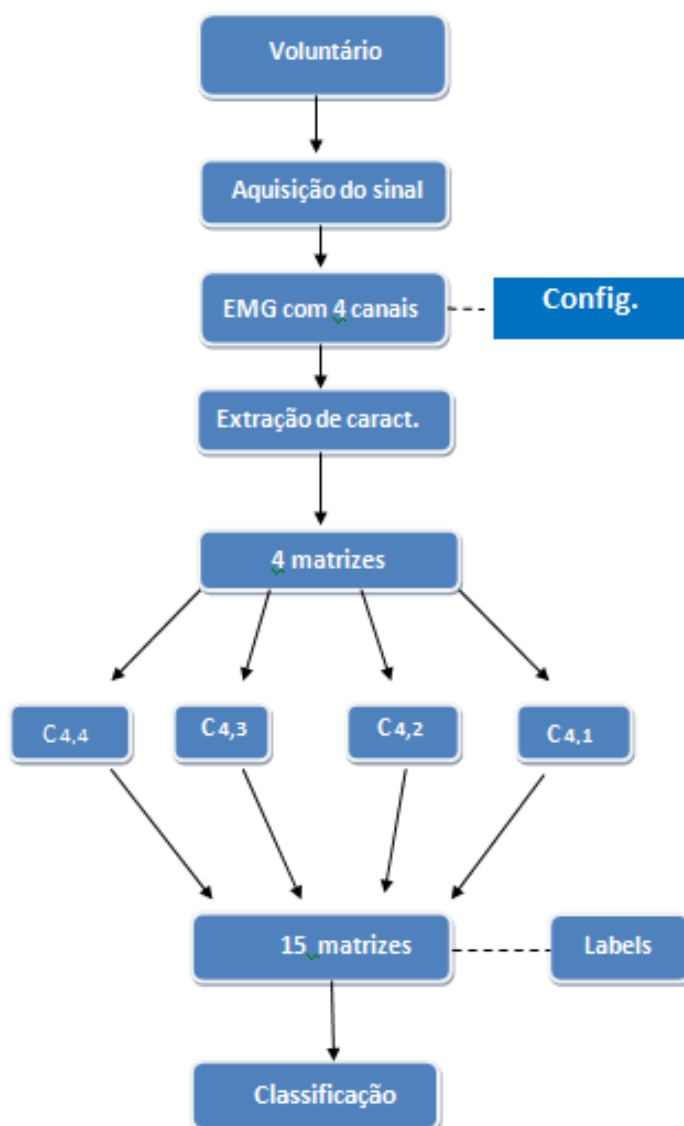 Voluntário
Aquisição do sinal
EMG com 4 canais
Config.
Extração de caract.
4 matrizes
C 4,4
C 4,3
C 4,2
C 4,1
15 matrizes
Labels
Classificação